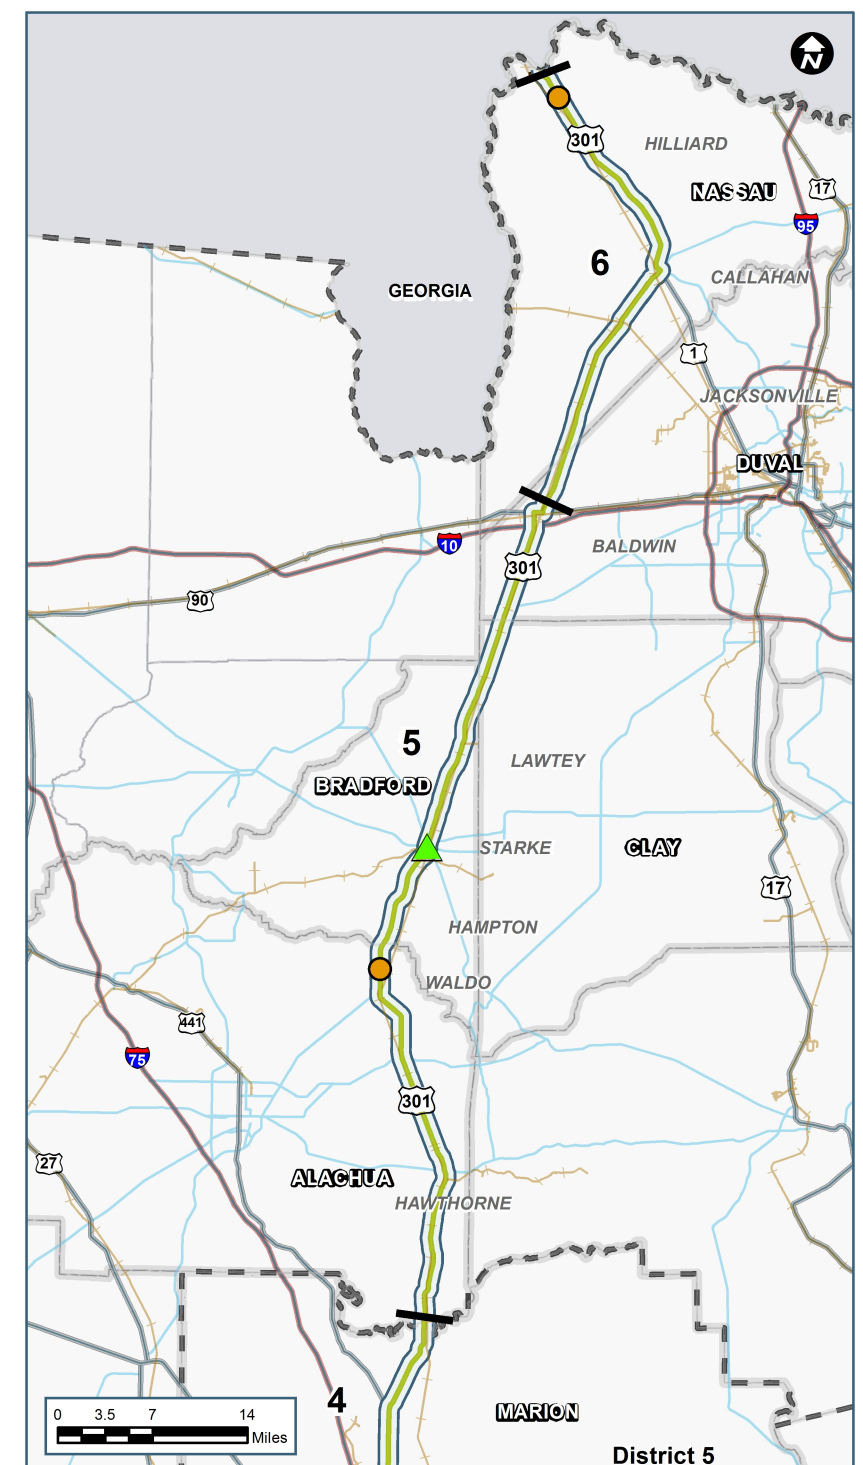 N
301
HILLIARD
NASSAU
17
95
6
CALLAHAN
GEORGIA
1
JACKSONVILLE
DUVAL
10
BALDWIN
301
90
5
LAWTEY
BRADFORD
STARKE
CLAY
17
HAMPTON
WALDO
441
75
301
27
ALACHUA
HAWTHORNE
4
MARION
0 3.5 7 14
Miles
District 5